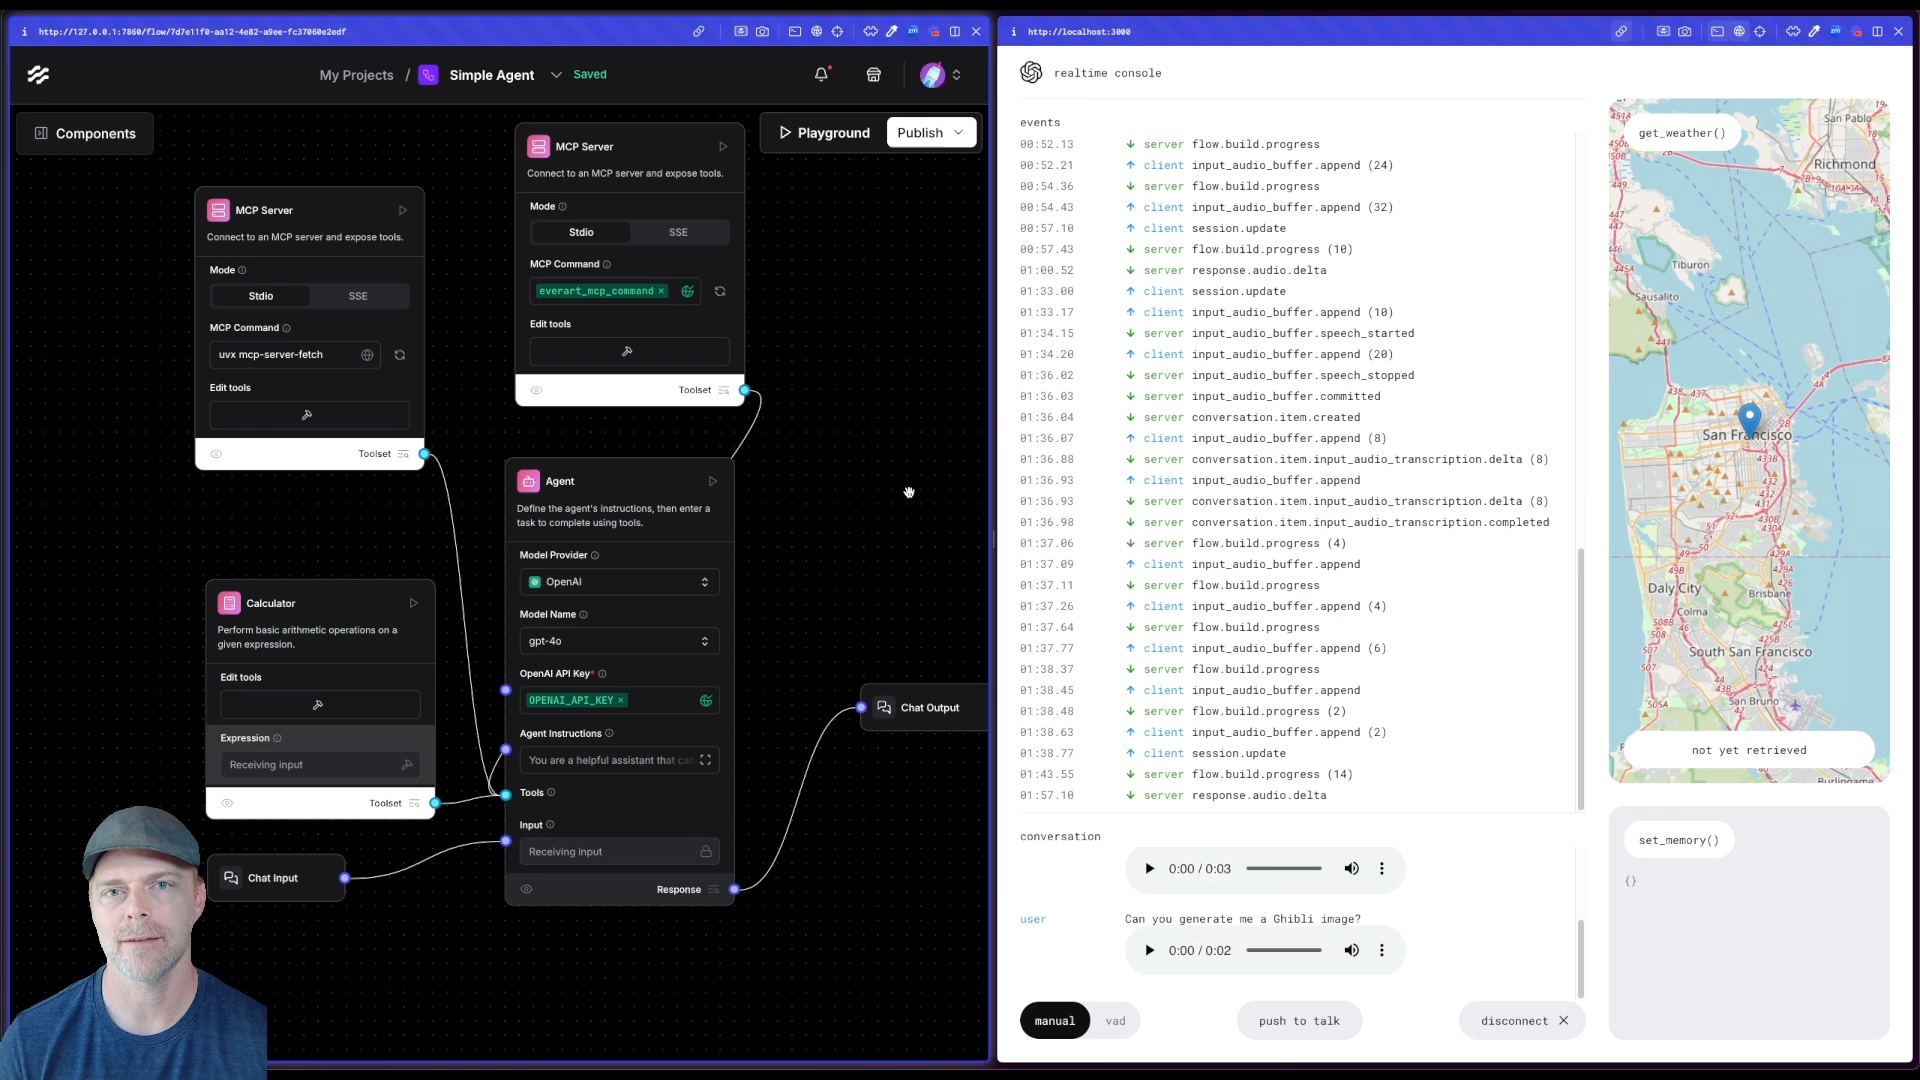 http://127.0.0.1:7860/flow/7d7e11f0-aa12-4e82-a9ee-fc37060e2edf
My Projects / Simple Agent Saved
Components
Playground
Publish
MCP Server
Connect to an MCP server and expose tools.
Mode
Stdio SSE
MCP Command
everart_mcp_command ×
Edit tools
Toolset
MCP Server
Connect to an MCP server and expose tools.
Mode
Stdio SSE
MCP Command
uvx mcp-server-fetch
Edit tools
Toolset
Calculator
Perform basic arithmetic operations on a
given expression.
Edit tools
Expression
Receiving input
Toolset
Chat Input
Agent
Define the agent's instructions, then enter a
task to complete using tools.
Model Provider
OpenAI
Model Name
gpt-4o
OpenAI API Key*
OPENAI_API_KEY ×
Agent Instructions
You are a helpful assistant that can
Tools
Input
Receiving input
Response
Chat Output
http://localhost:3000
realtime console
events
00:52.13 ↓ server flow.build.progress
00:52.21 ↑ client input_audio_buffer.append (24)
00:54.36 ↓ server flow.build.progress
00:54.43 ↑ client input_audio_buffer.append (32)
00:57.10 ↑ client session.update
00:57.43 ↓ server flow.build.progress (10)
01:00.52 ↓ server response.audio.delta
01:33.00 ↑ client session.update
01:33.17 ↑ client input_audio_buffer.append (10)
01:34.15 ↓ server input_audio_buffer.speech_started
01:34.20 ↑ client input_audio_buffer.append (20)
01:36.02 ↓ server input_audio_buffer.speech_stopped
01:36.03 ↓ server input_audio_buffer.committed
01:36.04 ↓ server conversation.item.created
01:36.07 ↑ client input_audio_buffer.append (8)
01:36.88 ↓ server conversation.item.input_audio_transcription.delta (8)
01:36.93 ↑ client input_audio_buffer.append
01:36.93 ↓ server conversation.item.input_audio_transcription.delta (8)
01:36.98 ↓ server conversation.item.input_audio_transcription.completed
01:37.06 ↓ server flow.build.progress (4)
01:37.09 ↑ client input_audio_buffer.append
01:37.11 ↓ server flow.build.progress
01:37.26 ↑ client input_audio_buffer.append (4)
01:37.64 ↓ server flow.build.progress
01:37.77 ↑ client input_audio_buffer.append (6)
01:38.37 ↓ server flow.build.progress
01:38.45 ↑ client input_audio_buffer.append
01:38.48 ↓ server flow.build.progress (2)
01:38.63 ↑ client input_audio_buffer.append (2)
01:38.77 ↑ client session.update
01:43.55 ↓ server flow.build.progress (14)
01:57.10 ↓ server response.audio.delta
conversation
0:00 / 0:03
user Can you generate me a Ghibli image?
0:00 / 0:02
manual vad
push to talk
disconnect
get_weather()
San Pablo
Richmond
Tiburon
Sausalito
San Francisco
Daly City
Brisbane
Colma
South San Francisco
San Bruno
not yet retrieved
Burlingame
set_memory()
{}